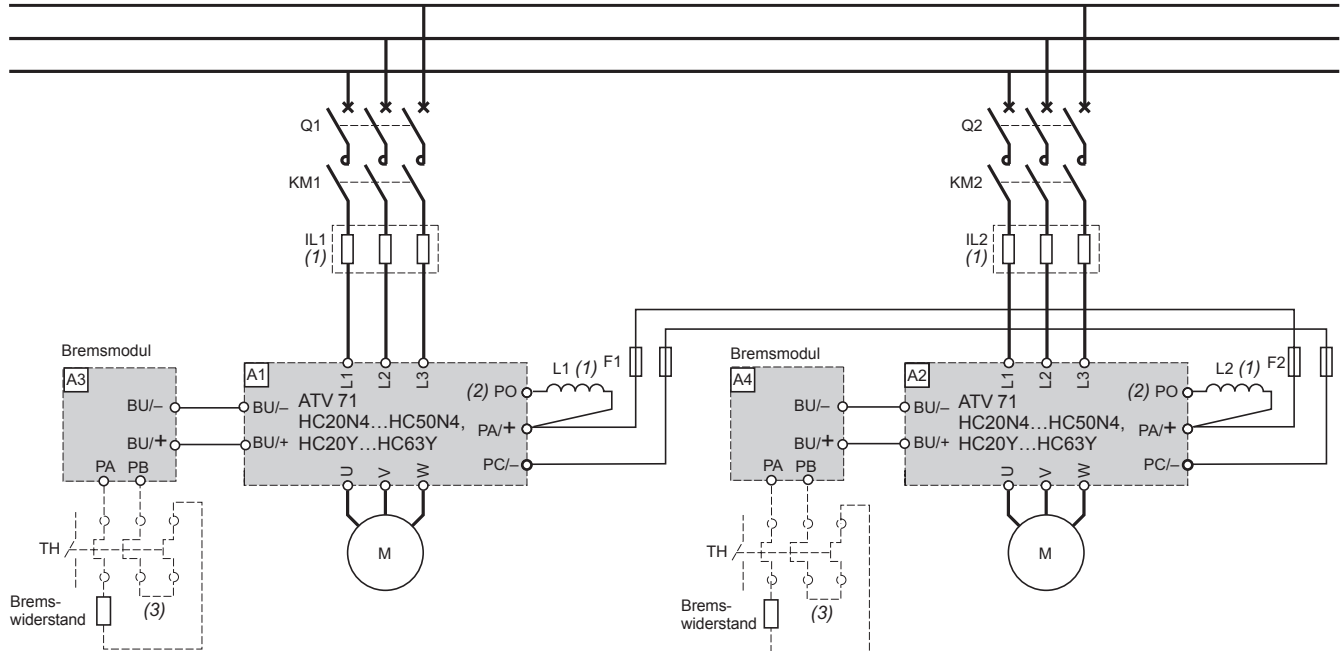 Q1
Q2
KM1
KM2
IL1
(1)
IL2
(1)
Bremsmodul
A3
BU/–
BU/+
PA PB
A1
L1 L2 L3
BU/–
BU/+
ATV 71
HC20N4…HC50N4,
HC20Y…HC63Y
(2) PO
PA/+
PC/–
U V W
L1 (1)
F1
M
TH
Brems-
widerstand
(3)
Bremsmodul
A4
BU/–
BU/+
PA PB
A2
L1 L2 L3
BU/–
BU/+
ATV 71
HC20N4…HC50N4,
HC20Y…HC63Y
(2) PO
PA/+
PC/–
U V W
L2 (1)
F2
M
TH
Brems-
widerstand
(3)